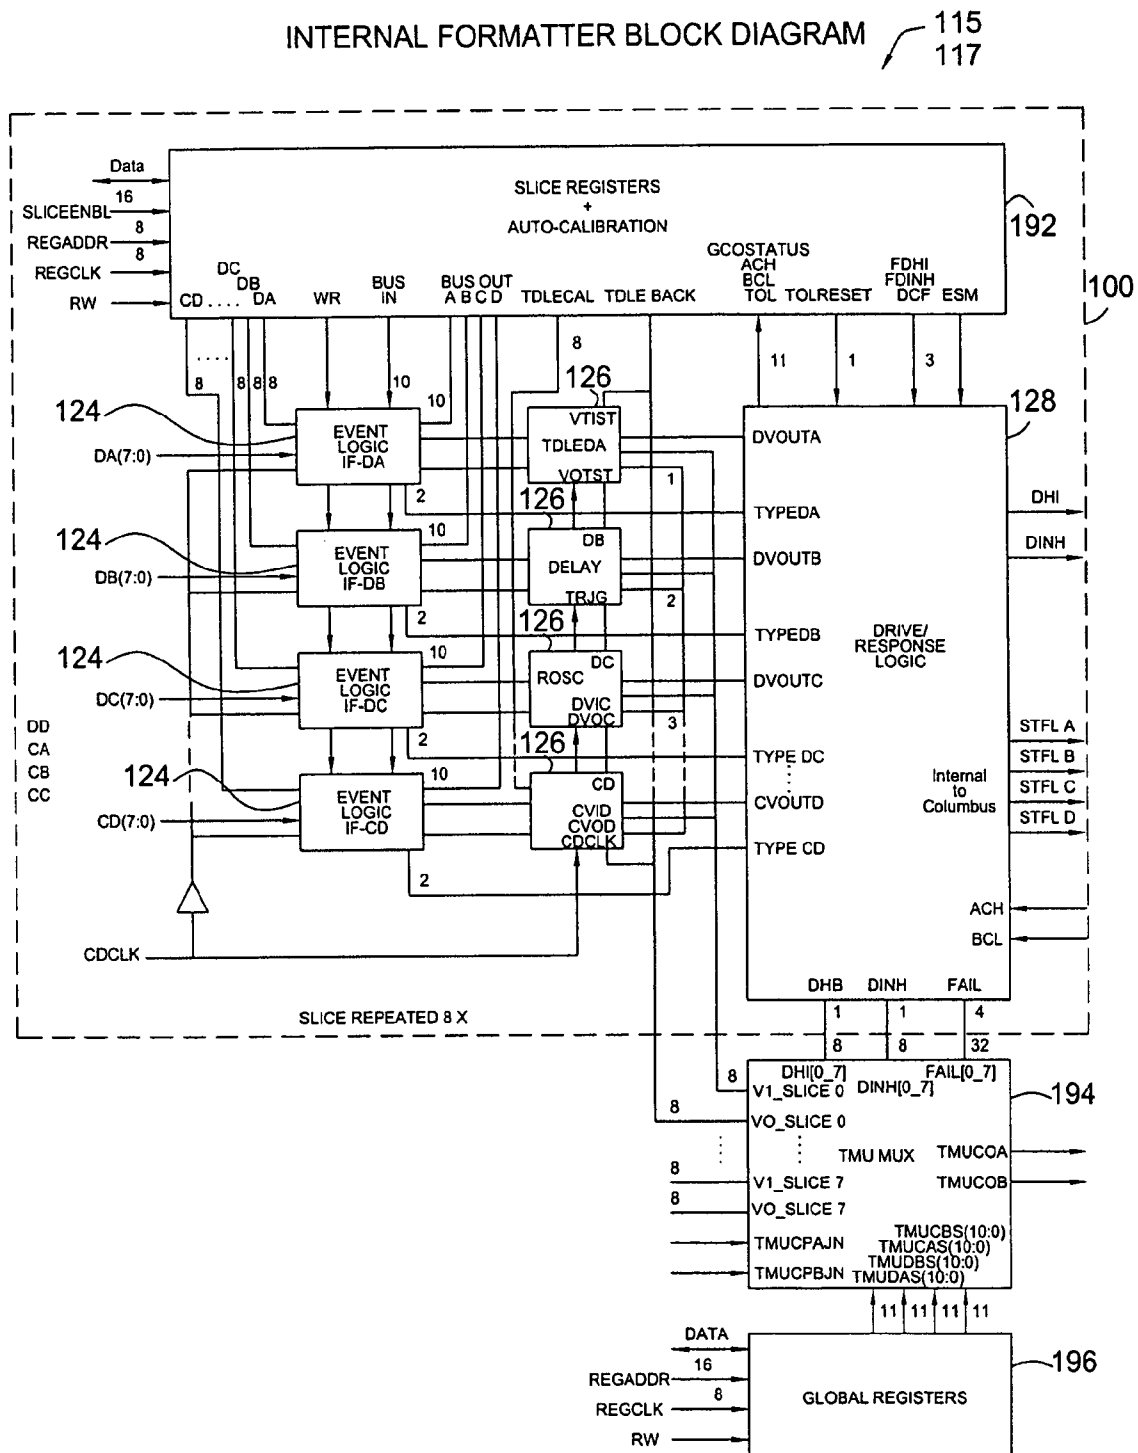 INTERNAL FORMATTER BLOCK DIAGRAM
115
117
Data
16
SLICEENBL
8
REGADDR
8
REGCLK
RW
SLICE REGISTERS
+
AUTO-CALIBRATION
192
CD . . . .
DC
DB
DA
WR
BUS
IN
BUS OUT
A B C D
TDLECAL
TDLE BACK
GCOSTATUS
ACH
BCL
TOL
TOLRESET
FDHI
FDINH
DCF
ESM
100
8
8
8
8
10
10
8
11
1
3
124
EVENT
LOGIC
IF-DA
DA(7:0)
2
126
VTIST
TDLEDA
VOTST
1
DVOUTA
128
TYPEDA
DHI
DINH
124
EVENT
LOGIC
IF-DB
DB(7:0)
10
2
126
DB
DELAY
TRJG
2
DVOUTB
TYPEDB
DRIVE/
RESPONSE
LOGIC
124
EVENT
LOGIC
IF-DC
DC(7:0)
10
2
126
DC
ROSC
DVIC
DVOC
3
DVOUTC
TYPE DC
DD
CA
CB
CC
124
EVENT
LOGIC
IF-CD
CD(7:0)
10
2
126
CD
CVID
CVOD
CDCLK
CVOUTD
TYPE CD
Internal
to
Columbus
STFL A
STFL B
STFL C
STFL D
ACH
BCL
CDCLK
SLICE REPEATED 8 X
DHB
DINH
FAIL
1
1
4
8
8
32
DHI[0_7]
DINH[0_7]
FAIL[0_7]
194
8
V1_SLICE 0
8
VO_SLICE 0
TMU MUX
TMUCOA
TMUCOB
8
V1_SLICE 7
8
VO_SLICE 7
TMUCPAJN
TMUCPBJN
TMUCBS(10:0)
TMUCAS(10:0)
TMUDBS(10:0)
TMUDAS(10:0)
11
11
11
11
DATA
16
REGADDR
8
REGCLK
RW
GLOBAL REGISTERS
196